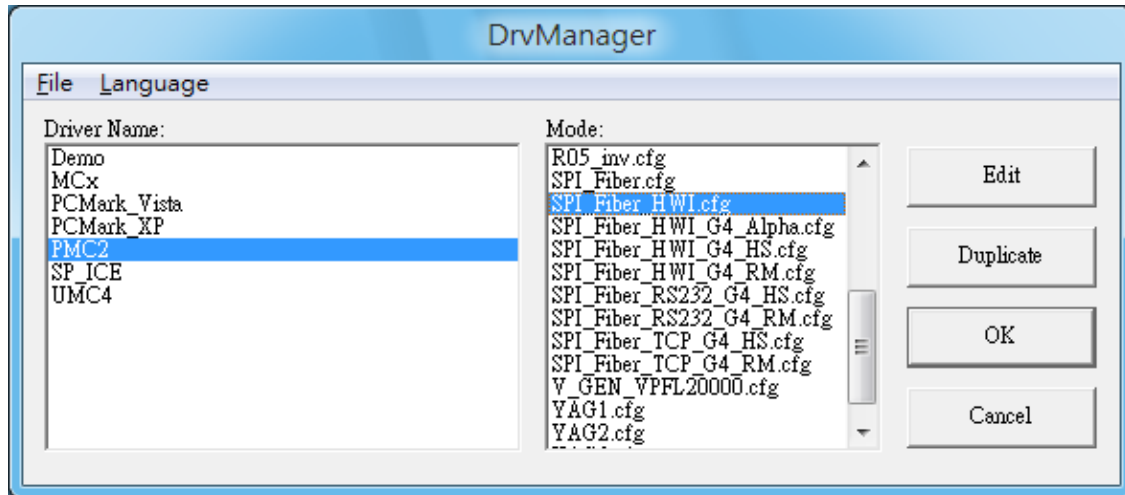 DrvManager
File Language
Driver Name:
Demo
MCx
PCMark_Vista
PCMark_XP
PMC2
SP_ICE
UMC4
Mode:
R05_inv.cfg
SPI_Fiber.cfg
SPI_Fiber_HWI.cfg
SPI_Fiber_HWI_G4_Alpha.cfg
SPI_Fiber_HWI_G4_HS.cfg
SPI_Fiber_HWI_G4_RM.cfg
SPI_Fiber_RS232_G4_HS.cfg
SPI_Fiber_RS232_G4_RM.cfg
SPI_Fiber_TCP_G4_HS.cfg
SPI_Fiber_TCP_G4_RM.cfg
V_GEN_VPFL20000.cfg
YAG1.cfg
YAG2.cfg
Edit
Duplicate
OK
Cancel